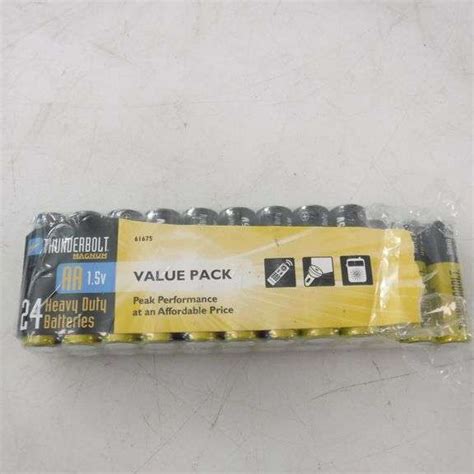 THUNDERBOLT
MAGNUM
AA 1.5v
24 Heavy Duty
Batteries
61675
VALUE PACK
Peak Performance
at an Affordable Price